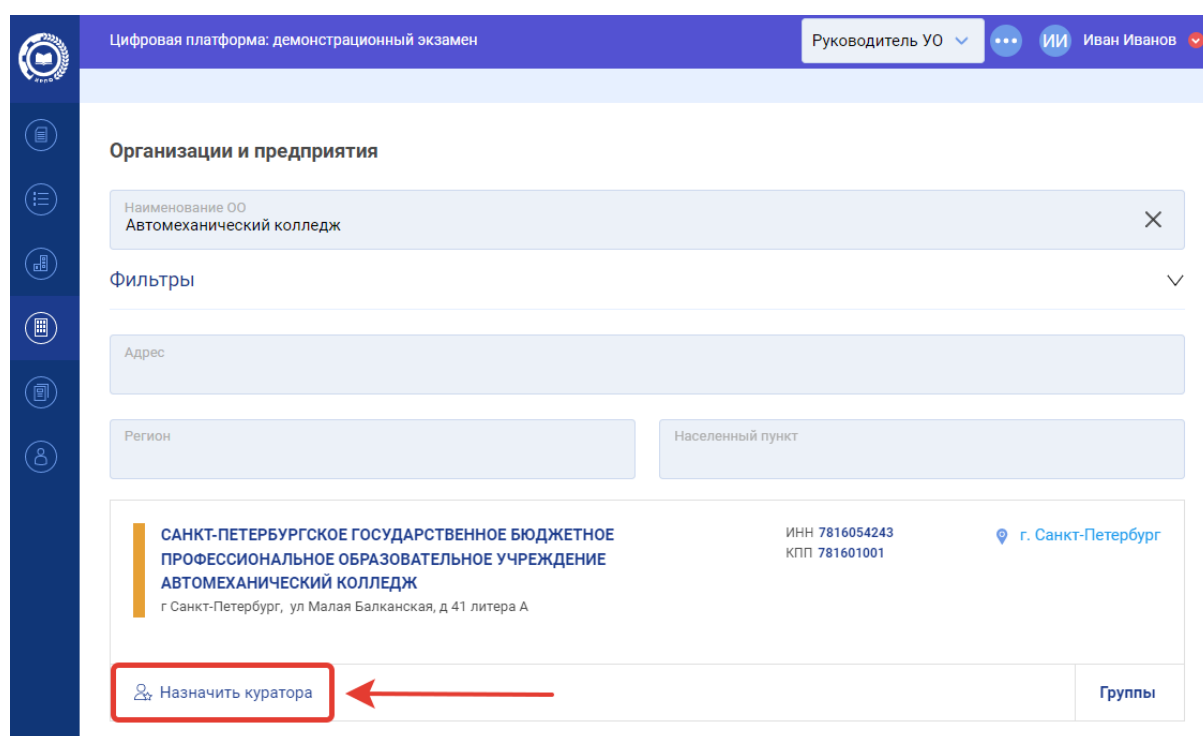 Цифровая платформа: демонстрационный экзамен
Руководитель УО
ИИ
Иван Иванов
Организации и предприятия
Наименование ОО
Автомеханический колледж
Фильтры
Адрес
Регион
Населенный пункт
САНКТ-ПЕТЕРБУРГСКОЕ ГОСУДАРСТВЕННОЕ БЮДЖЕТНОЕ
ПРОФЕССИОНАЛЬНОЕ ОБРАЗОВАТЕЛЬНОЕ УЧРЕЖДЕНИЕ
АВТОМЕХАНИЧЕСКИЙ КОЛЛЕДЖ
г Санкт-Петербург, ул Малая Балканская, д 41 литера А
ИНН 7816054243
КПП 781601001
г. Санкт-Петербург
Назначить куратора
Группы